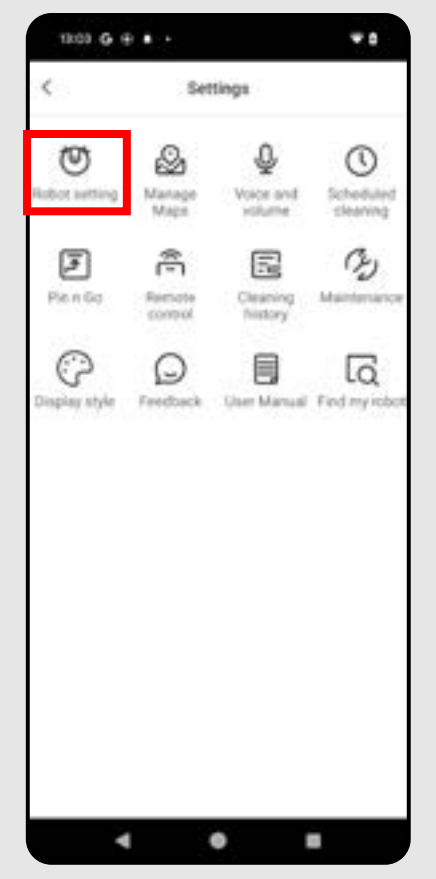 13:03 G
Settings
Robot setting
Manage
Maps
Voice and
volume
Scheduled
cleaning
Pin n Go
Remote
control
Cleaning
history
Maintenance
Display style
Feedback
User Manual
Find my robot